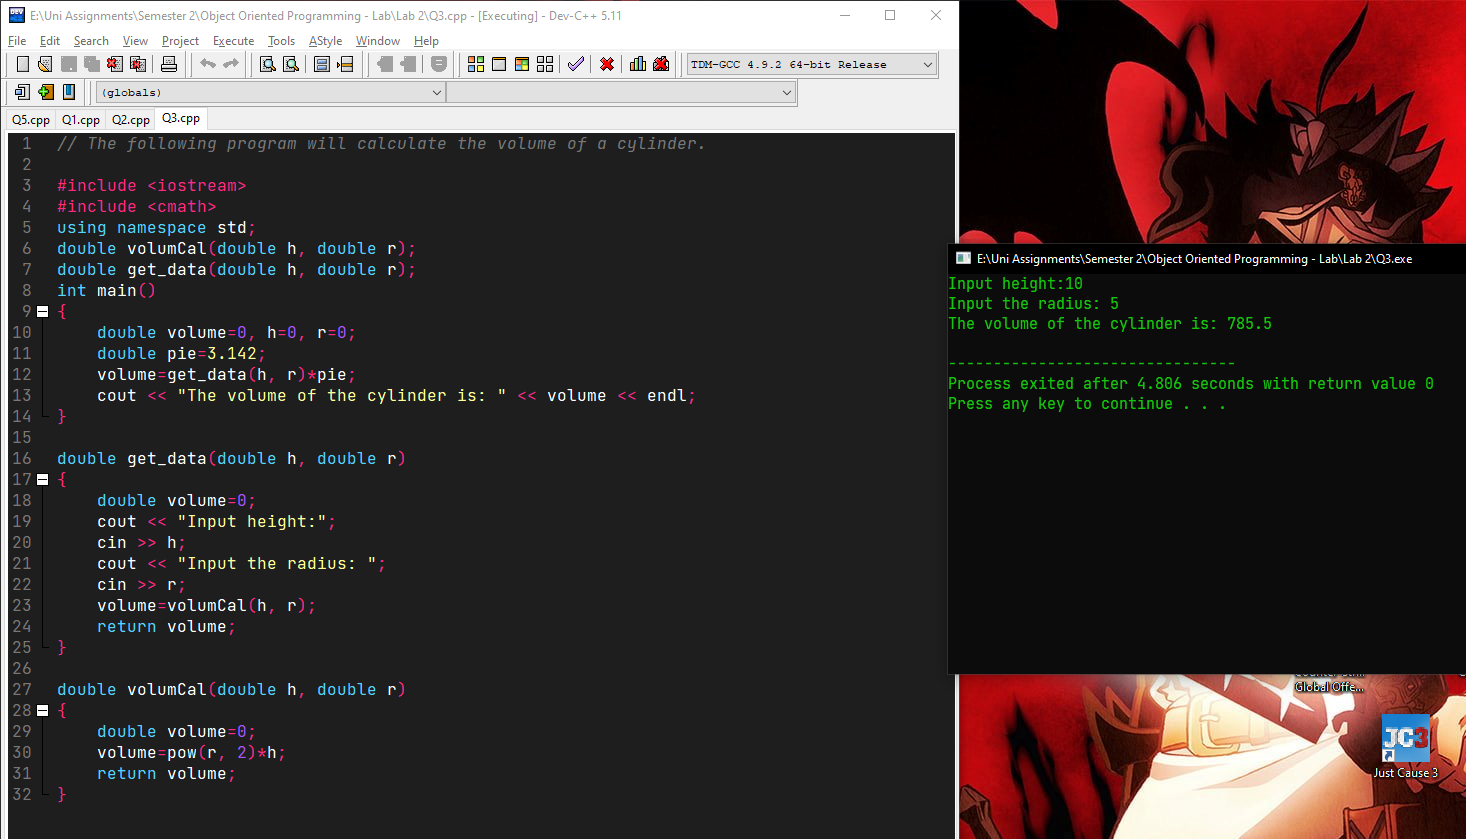 E:\Uni Assignments\Semester 2\Object Oriented Programming - Lab\Lab 2\Q3.cpp - [Executing] - Dev-C++ 5.11
File Edit Search View Project Execute Tools AStyle Window Help
TDM-GCC 4.9.2 64-bit Release
(globals)
Q5.cpp Q1.cpp Q2.cpp Q3.cpp
1 // The following program will calculate the volume of a cylinder.
2
3 #include <iostream>
4 #include <cmath>
5 using namespace std;
6 double volumCal(double h, double r);
7 double get_data(double h, double r);
8 int main()
9 {
10 double volume=0, h=0, r=0;
11 double pie=3.142;
12 volume=get_data(h, r)*pie;
13 cout << "The volume of the cylinder is: " << volume << endl;
14 }
15
16 double get_data(double h, double r)
17 {
18 double volume=0;
19 cout << "Input height:";
20 cin >> h;
21 cout << "Input the radius: ";
22 cin >> r;
23 volume=volumCal(h, r);
24 return volume;
25 }
26
27 double volumCal(double h, double r)
28 {
29 double volume=0;
30 volume=pow(r, 2)*h;
31 return volume;
32 }
E:\Uni Assignments\Semester 2\Object Oriented Programming - Lab\Lab 2\Q3.exe
Input height:10
Input the radius: 5
The volume of the cylinder is: 785.5
--------------------------------
Process exited after 4.806 seconds with return value 0
Press any key to continue . . .
Global Offe...
JC3
Just Cause 3